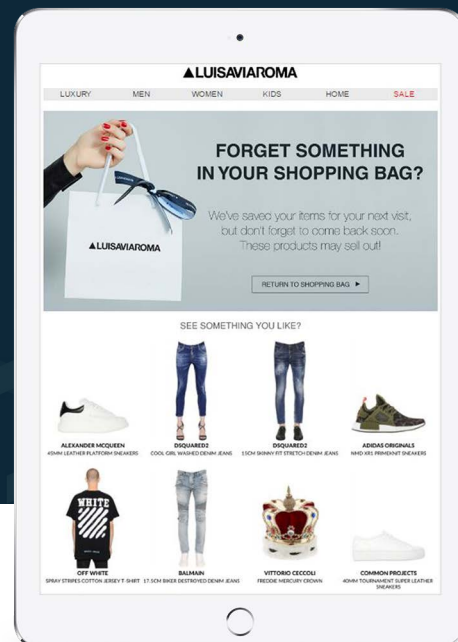 LUISAVIAROMA
LUXURY MEN WOMEN KIDS HOME SALE
FORGET SOMETHING
IN YOUR SHOPPING BAG?
We've saved your items for your next visit,
but don't forget to come back soon.
These products may sell out!
LUISAVIAROMA
RETURN TO SHOPPING BAG
SEE SOMETHING YOU LIKE?
ALEXANDER MCQUEEN
45MM LEATHER PLATFORM SNEAKERS
DSQUARED2
COOL GIRL WASHED DENIM JEANS
DSQUARED2
15CM SKINNY FIT STRETCH DENIM JEANS
ADIDAS ORIGINALS
NMD XR1 PRIMEKNIT SNEAKERS
WHITE
OFF WHITE
SPRAY STRIPES COTTON JERSEY T-SHIRT
BALMAIN
17.5CM BIKER DESTROYED DENIM JEANS
VITTORIO CECCOLI
FREDDIE MERCURY CROWN
COMMON PROJECTS
40MM TOURNAMENT SUPER LEATHER
SNEAKERS